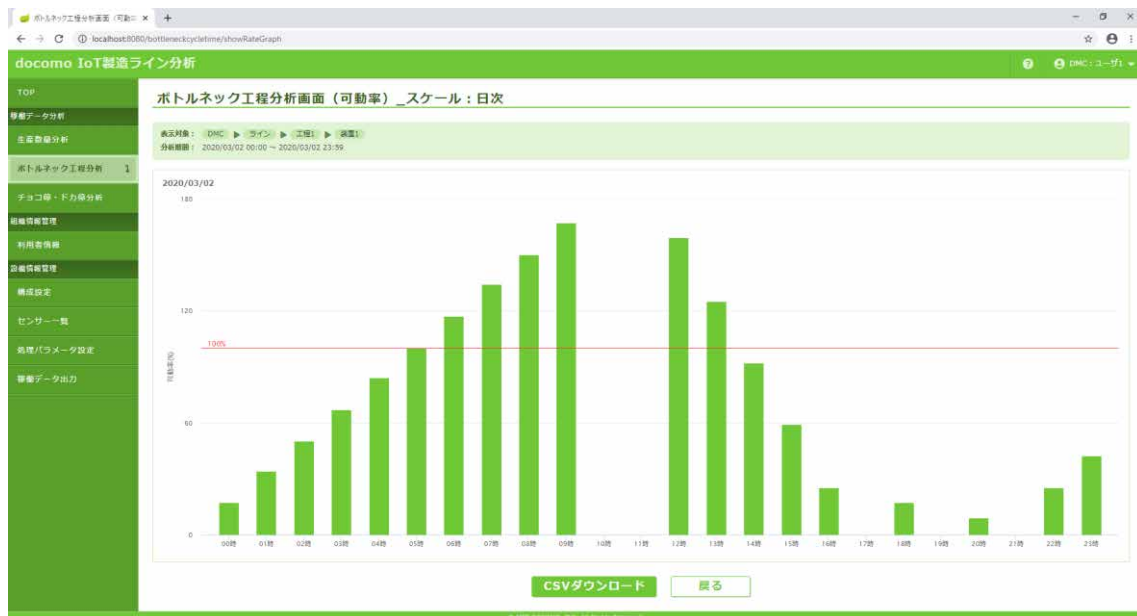 ボトルネック工程分析画面（可動
localhost:8080/bottleneckcycletime/showRateGraph
docomo IoT製造ライン分析
DMC：ユーザ1
TOP
稼働データ分析
生産数量分析
ボトルネック工程分析
チョコ停・ドカ停分析
組織情報管理
利用者情報
設備情報管理
構成設定
センサー一覧
処理パラメータ設定
稼働データ出力
ボトルネック工程分析画面（可動率）_スケール：日次
表示対象： DMC ▶ ライン ▶ 工程1 ▶ 装置1
分析期間： 2020/03/02 00:00 ～ 2020/03/02 23:59
2020/03/02
180
120
100%
可動率(%)
60
0
00時 01時 02時 03時 04時 05時 06時 07時 08時 09時 10時 11時 12時 13時 14時 15時 16時 17時 18時 19時 20時 21時 22時 23時
CSVダウンロード 戻る